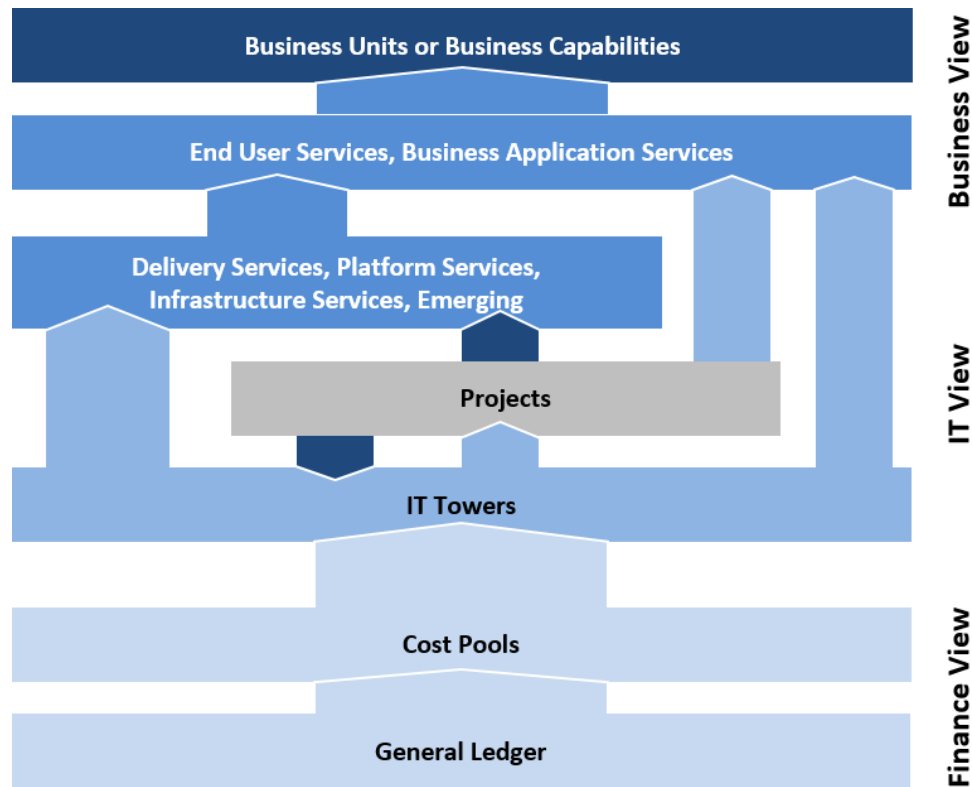 Business Units or Business Capabilities
End User Services, Business Application Services
Delivery Services, Platform Services,
Infrastructure Services, Emerging
Projects
IT Towers
Cost Pools
General Ledger
Business View
IT View
Finance View